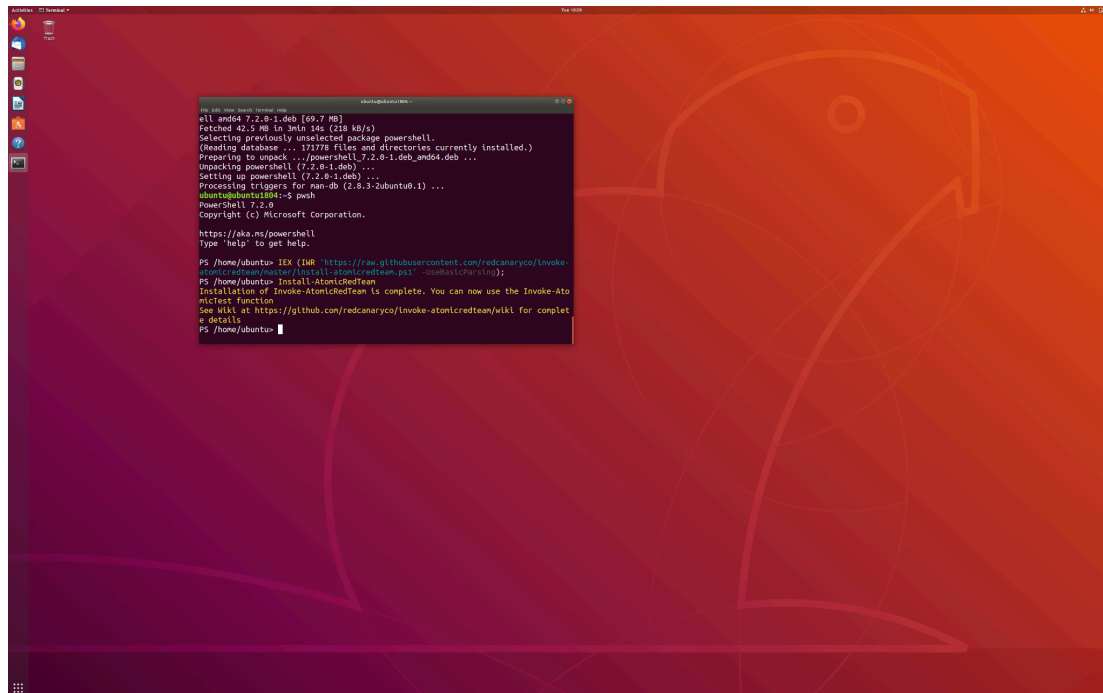 Activities Terminal
Tue 10:29
Trash
ubuntu@ubuntu1804: ~
File Edit View Search Terminal Help
ell amd64 7.2.0-1.deb [69.7 MB]
Fetched 42.5 MB in 3min 14s (218 kB/s)
Selecting previously unselected package powershell.
(Reading database ... 171778 files and directories currently installed.)
Preparing to unpack .../powershell_7.2.0-1.deb_amd64.deb ...
Unpacking powershell (7.2.0-1.deb) ...
Setting up powershell (7.2.0-1.deb) ...
Processing triggers for man-db (2.8.3-2ubuntu0.1) ...
ubuntu@ubuntu1804:~$ pwsh
PowerShell 7.2.0
Copyright (c) Microsoft Corporation.
https://aka.ms/powershell
Type 'help' to get help.
PS /home/ubuntu> IEX (IWR 'https://raw.githubusercontent.com/redcanaryco/invoke-
atomicredteam/master/install-atomicredteam.ps1' -UseBasicParsing);
PS /home/ubuntu> Install-AtomicRedTeam
Installation of Invoke-AtomicRedTeam is complete. You can now use the Invoke-Ato
micTest function
See Wiki at https://github.com/redcanaryco/invoke-atomicredteam/wiki for complet
e details
PS /home/ubuntu>